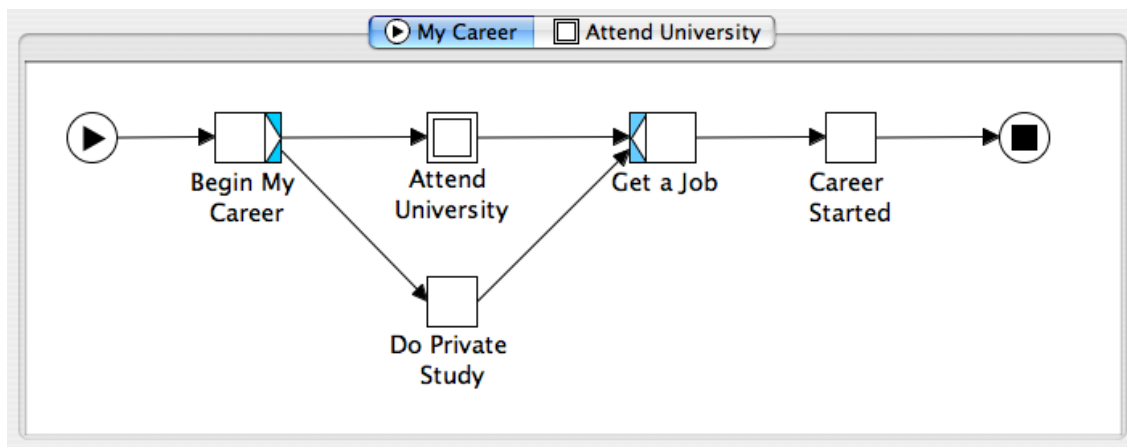 My Career
Attend University
Begin My
Career
Attend
University
Get a Job
Career
Started
Do Private
Study